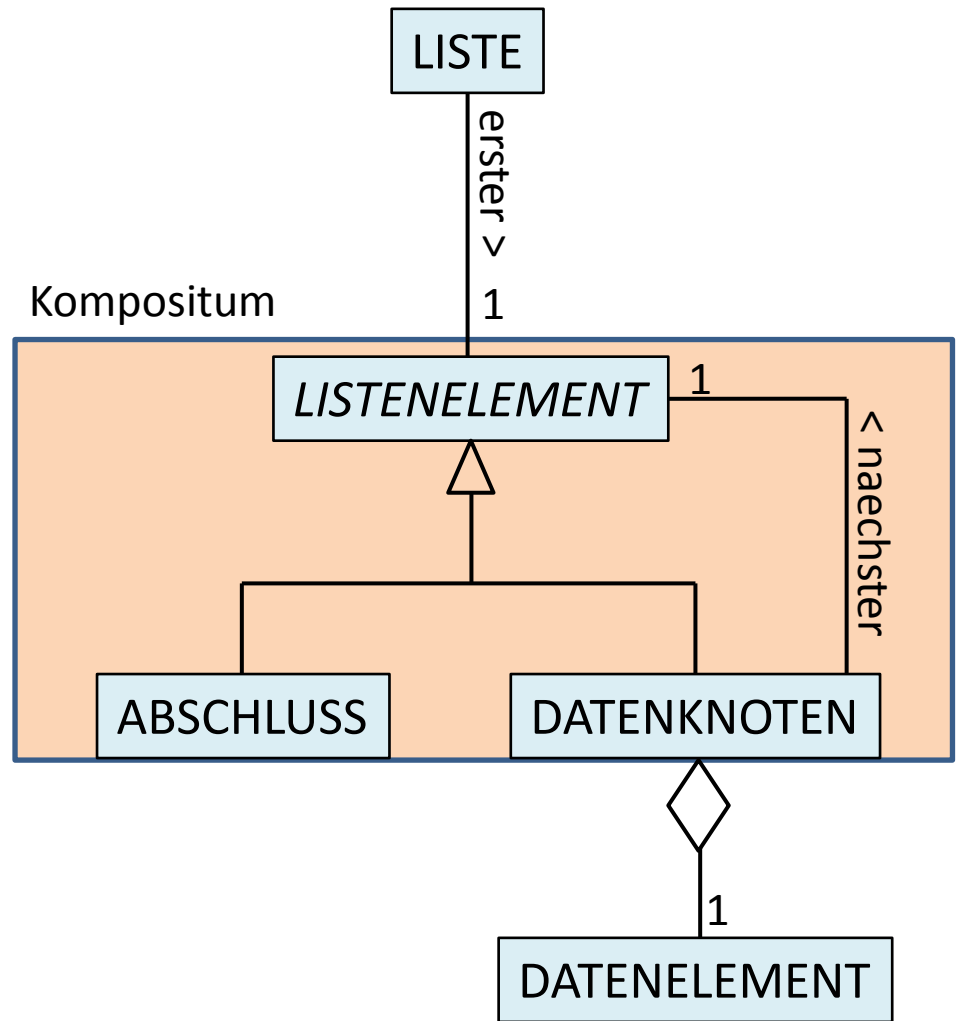 LISTE
erster >
1
Kompositum
LISTENELEMENT
1
< naechster
ABSCHLUSS
DATENKNOTEN
1
DATENELEMENT